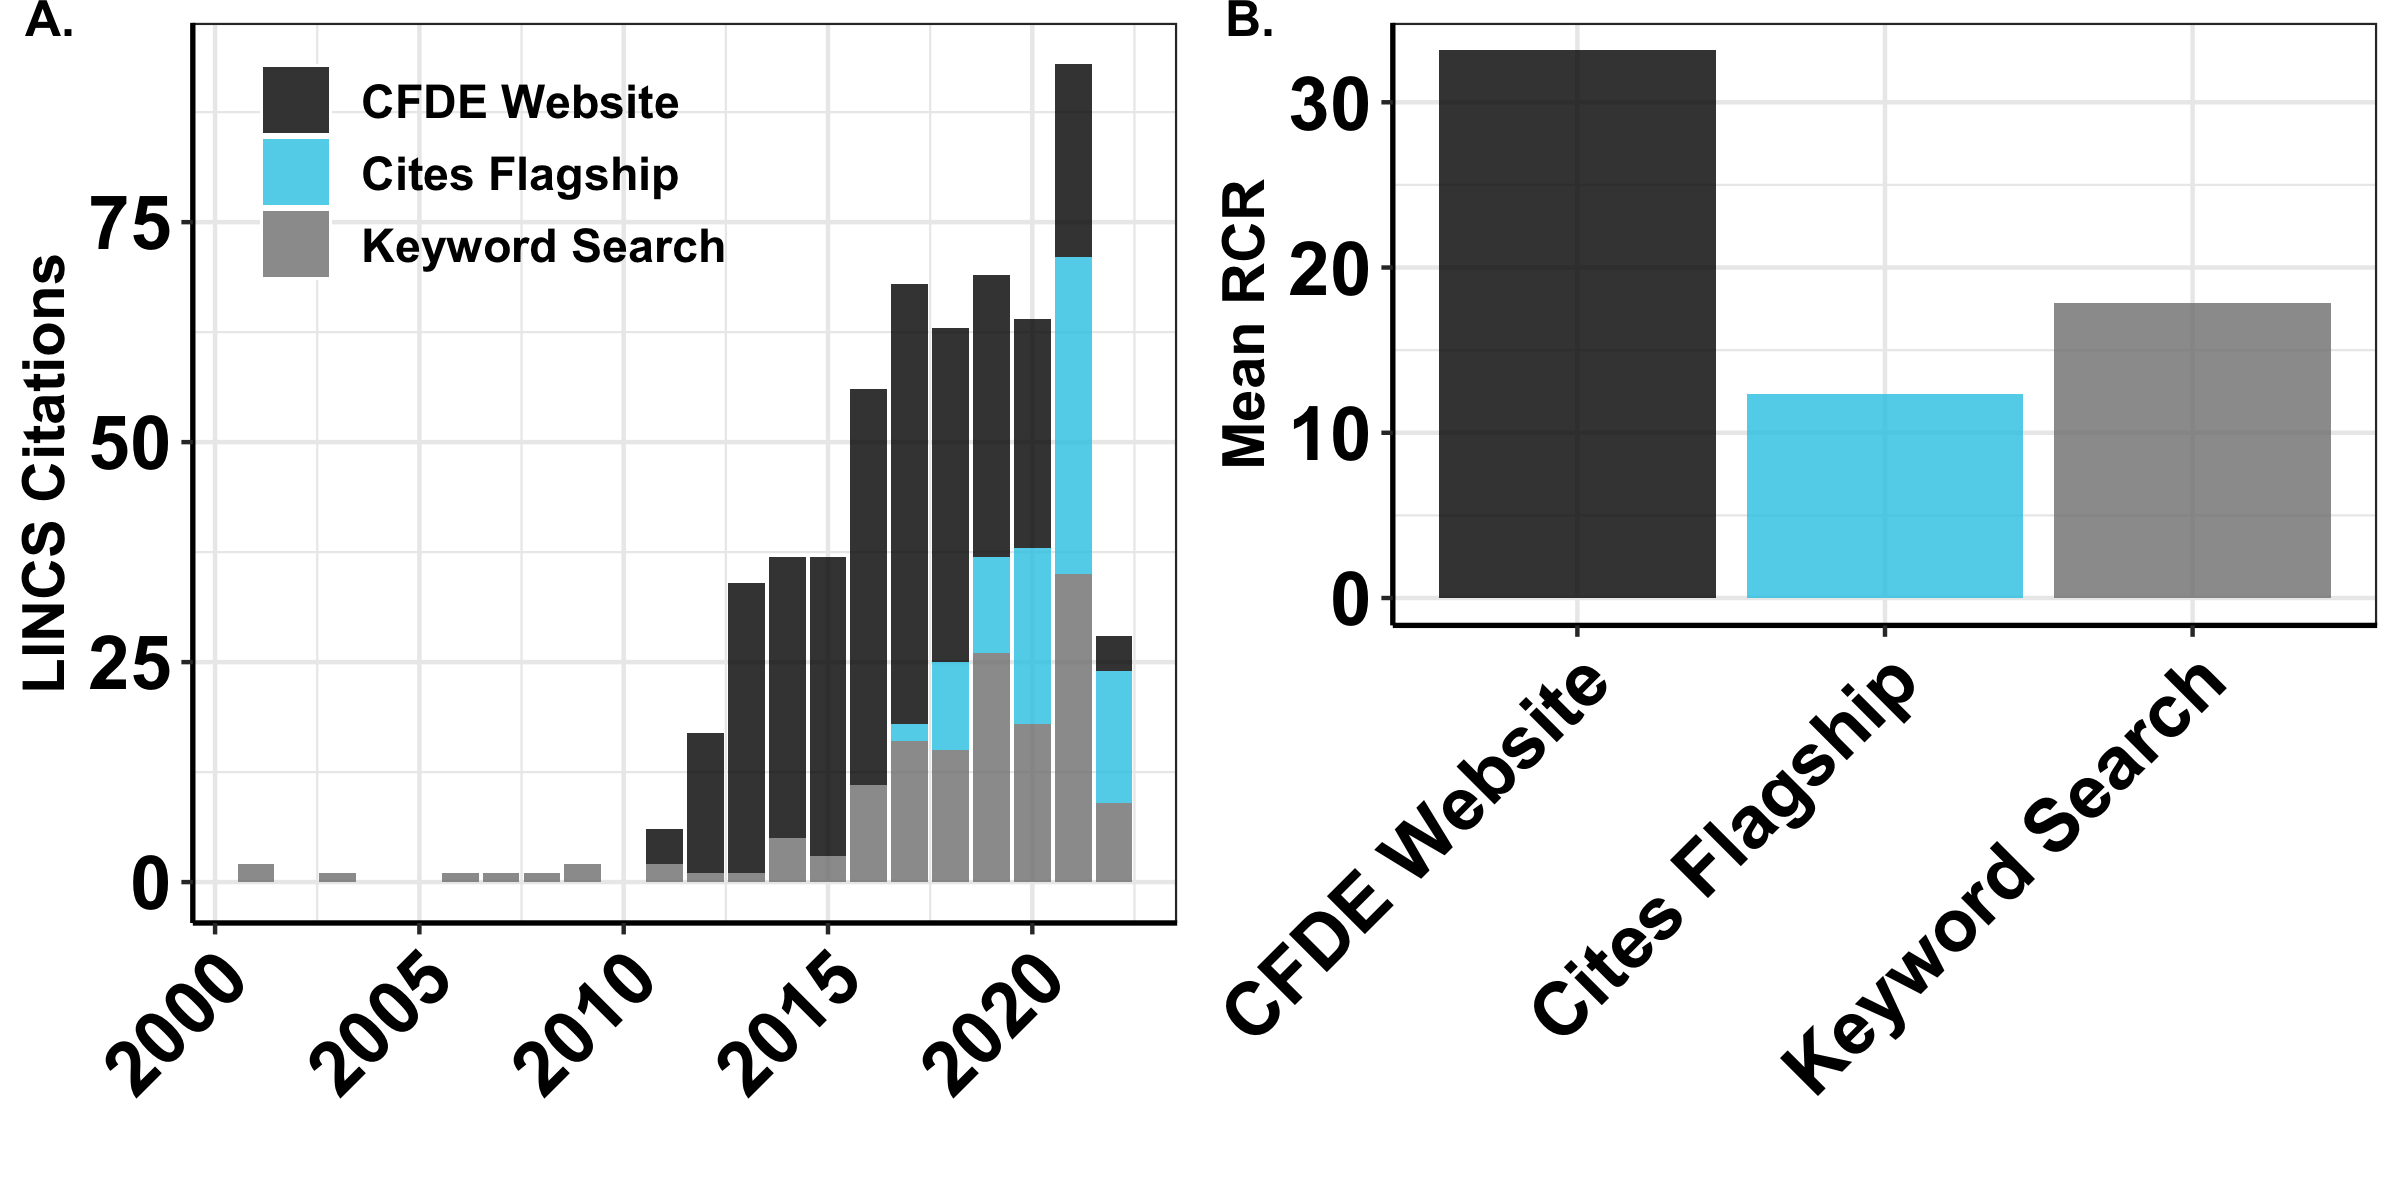 A.
CFDE Website
Cites Flagship
Keyword Search
LINCS Citations
75
50
25
0
2000
2005
2010
2015
2020
B.
Mean RCR
30
20
10
0
CFDE Website
Cites Flagship
Keyword Search